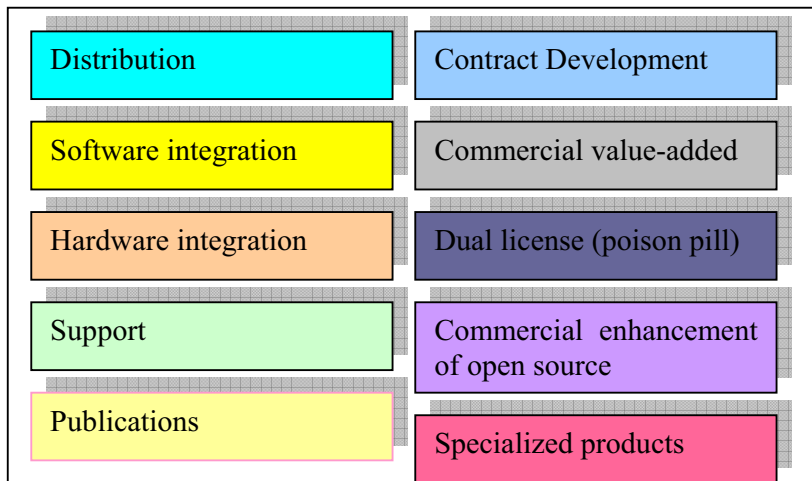 Distribution
Software integration
Hardware integration
Support
Publications
Contract Development
Commercial value-added
Dual license (poison pill)
Commercial enhancement
of open source
Specialized products